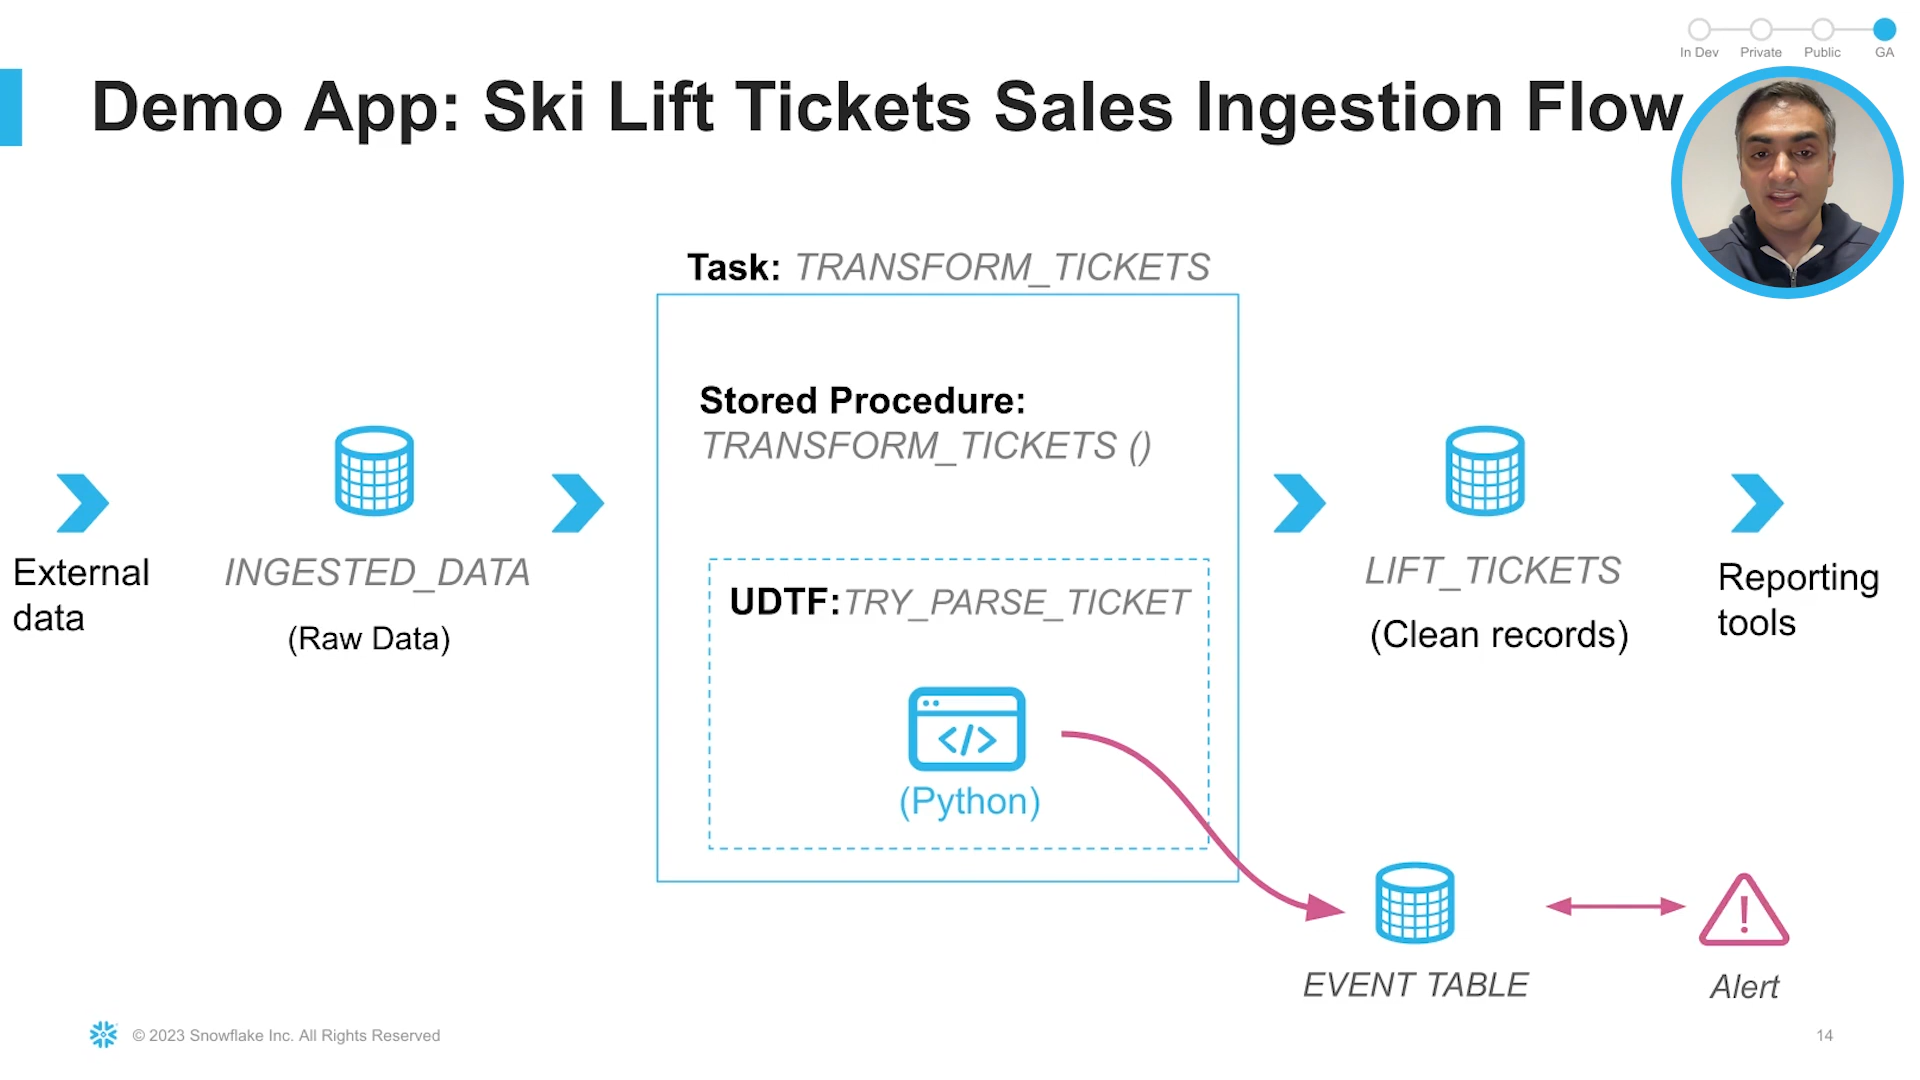 In Dev Private Public GA
Demo App: Ski Lift Tickets Sales Ingestion Flow
Task: TRANSFORM_TICKETS
Stored Procedure:
TRANSFORM_TICKETS ()
External
data
INGESTED_DATA
(Raw Data)
UDTF: TRY_PARSE_TICKET
</>
(Python)
LIFT_TICKETS
(Clean records)
Reporting
tools
EVENT TABLE
!
Alert
© 2023 Snowflake Inc. All Rights Reserved
14